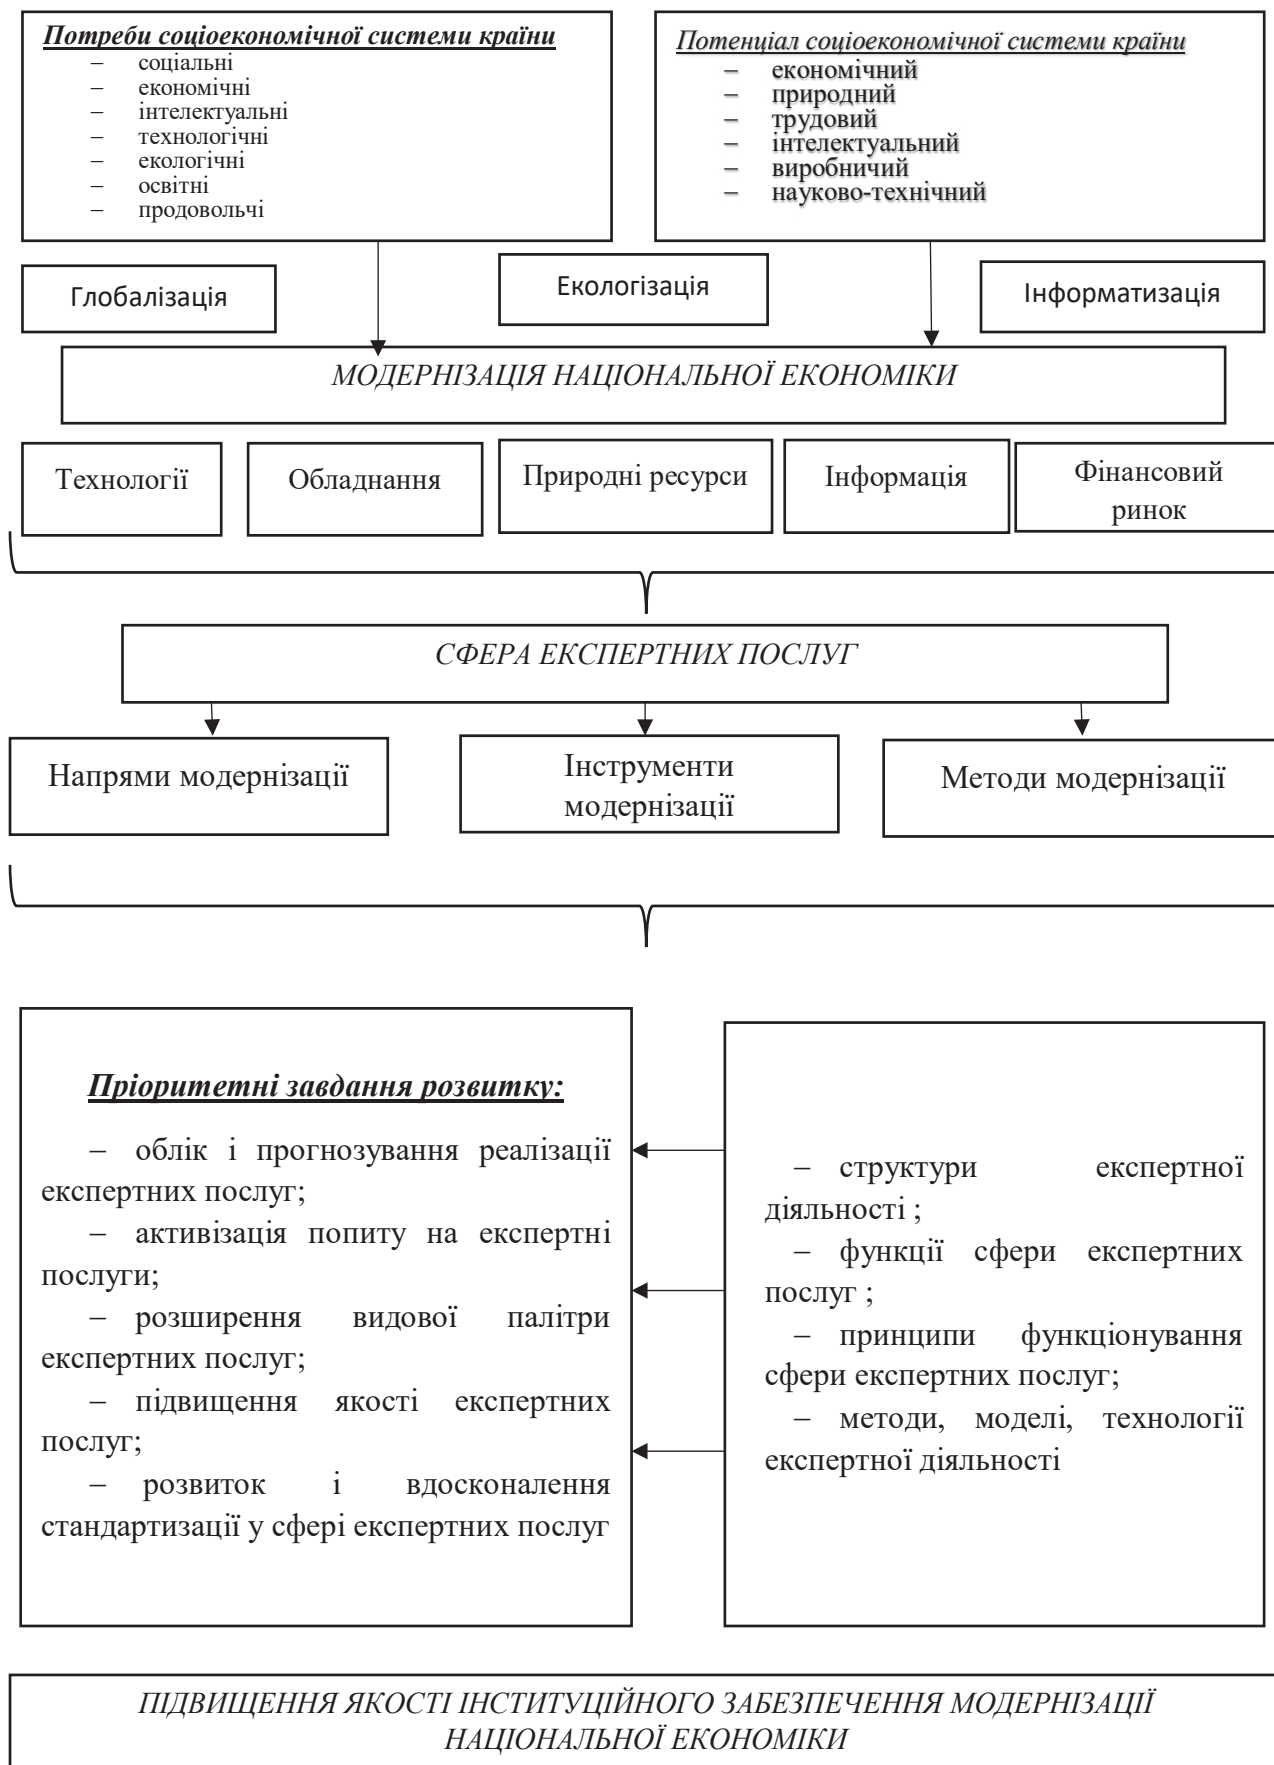 Потреби соціоекономічної системи країни
– соціальні
– економічні
– інтелектуальні
– технологічні
– екологічні
– освітні
– продовольчі
Потенціал соціоекономічної системи країни
– економічний
– природний
– трудовий
– інтелектуальний
– виробничий
– науково-технічний
Глобалізація
Екологізація
Інформатизація
МОДЕРНІЗАЦІЯ НАЦІОНАЛЬНОЇ ЕКОНОМІКИ
Технології
Обладнання
Природні ресурси
Інформація
Фінансовий
ринок
СФЕРА ЕКСПЕРТНИХ ПОСЛУГ
Напрями модернізації
Інструменти
модернізації
Методи модернізації
Пріоритетні завдання розвитку:
– облік і прогнозування реалізації
експертних послуг;
– активізація попиту на експертні
послуги;
– розширення видової палітри
експертних послуг;
– підвищення якості експертних
послуг;
– розвиток і вдосконалення
стандартизації у сфері експертних послуг
– структури експертної
діяльності ;
– функції сфери експертних
послуг ;
– принципи функціонування
сфери експертних послуг;
– методи, моделі, технології
експертної діяльності
ПІДВИЩЕННЯ ЯКОСТІ ІНСТИТУЦІЙНОГО ЗАБЕЗПЕЧЕННЯ МОДЕРНІЗАЦІЇ
НАЦІОНАЛЬНОЇ ЕКОНОМІКИ